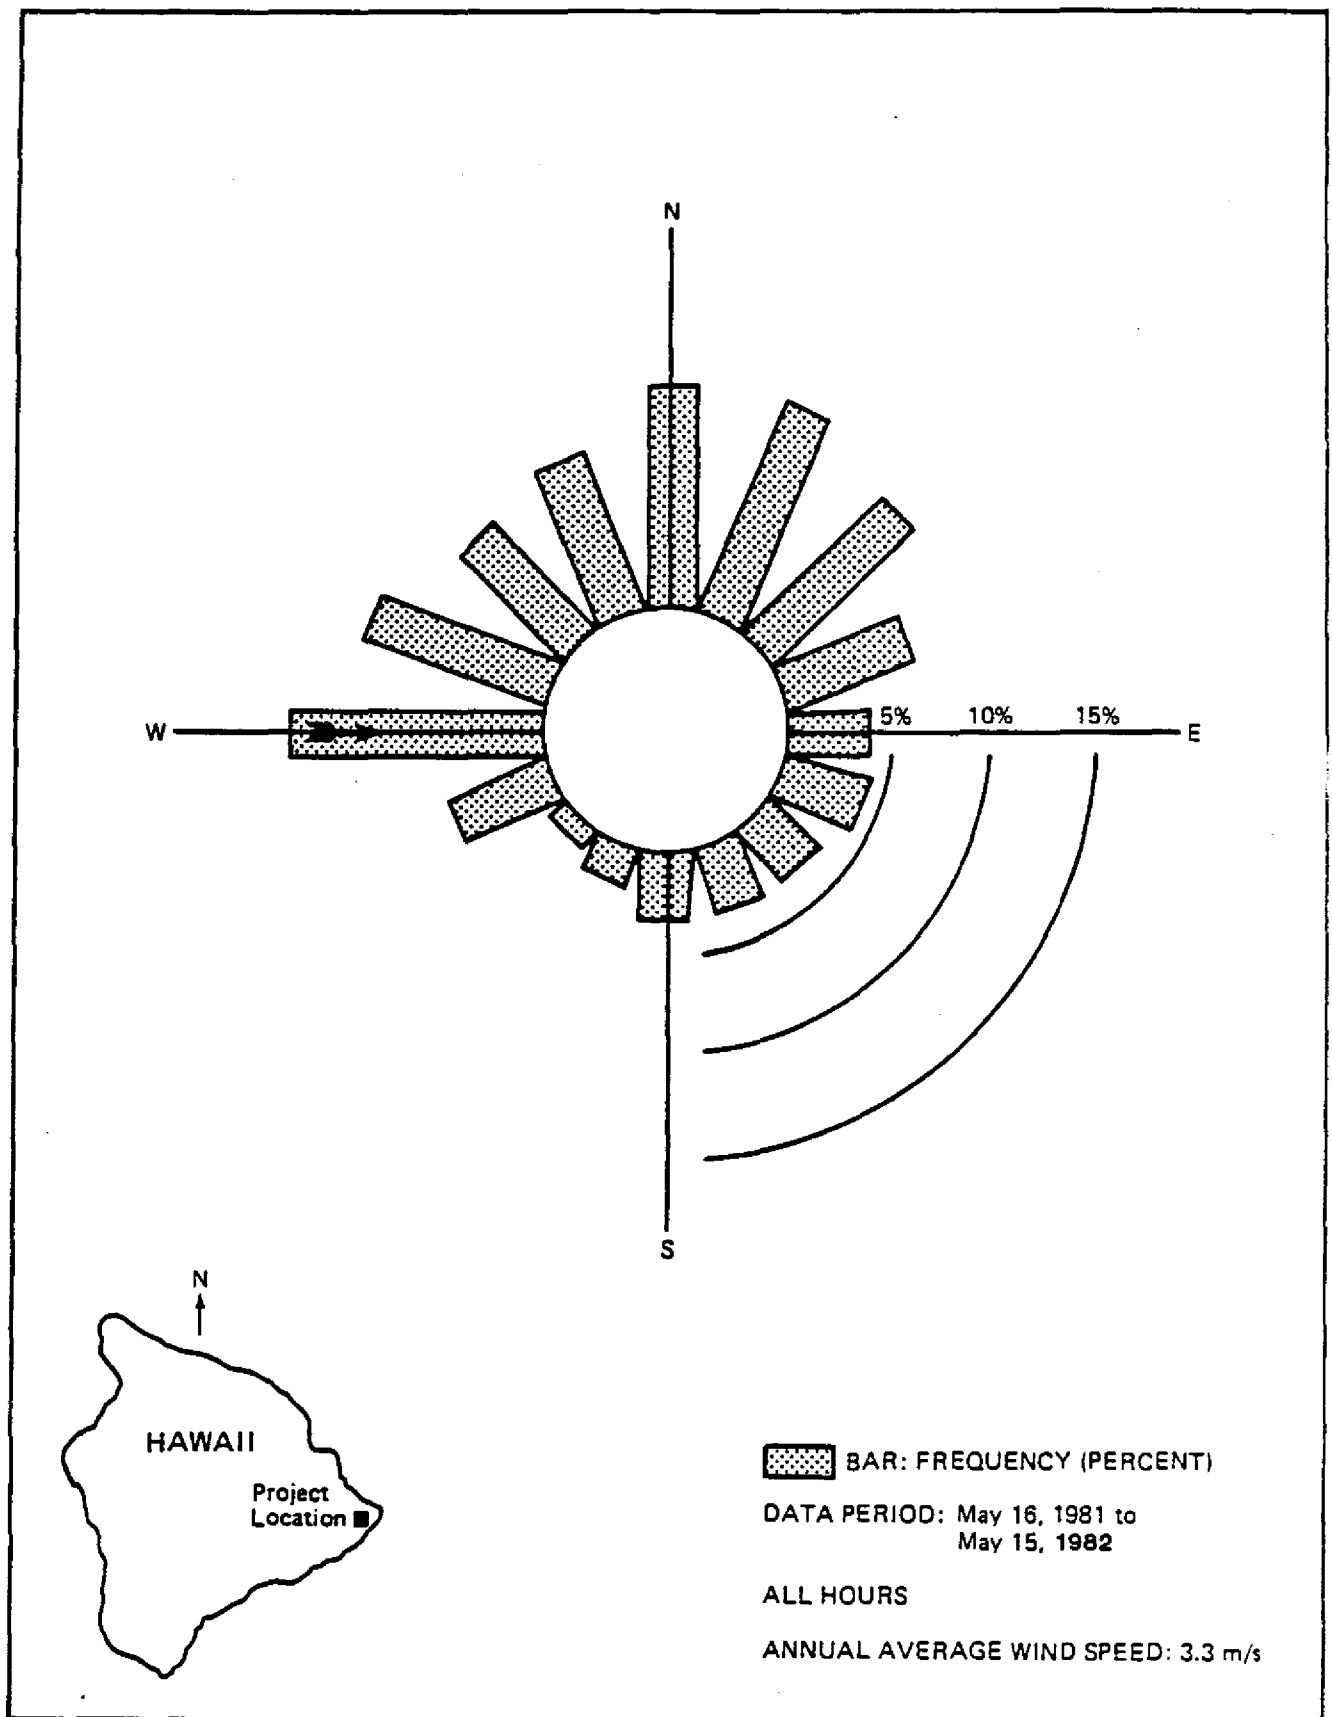 N
W
5% 10% 15%
E
S
N
HAWAII
Project
Location
BAR: FREQUENCY (PERCENT)
DATA PERIOD: May 16, 1981 to
May 15, 1982
ALL HOURS
ANNUAL AVERAGE WIND SPEED: 3.3 m/s